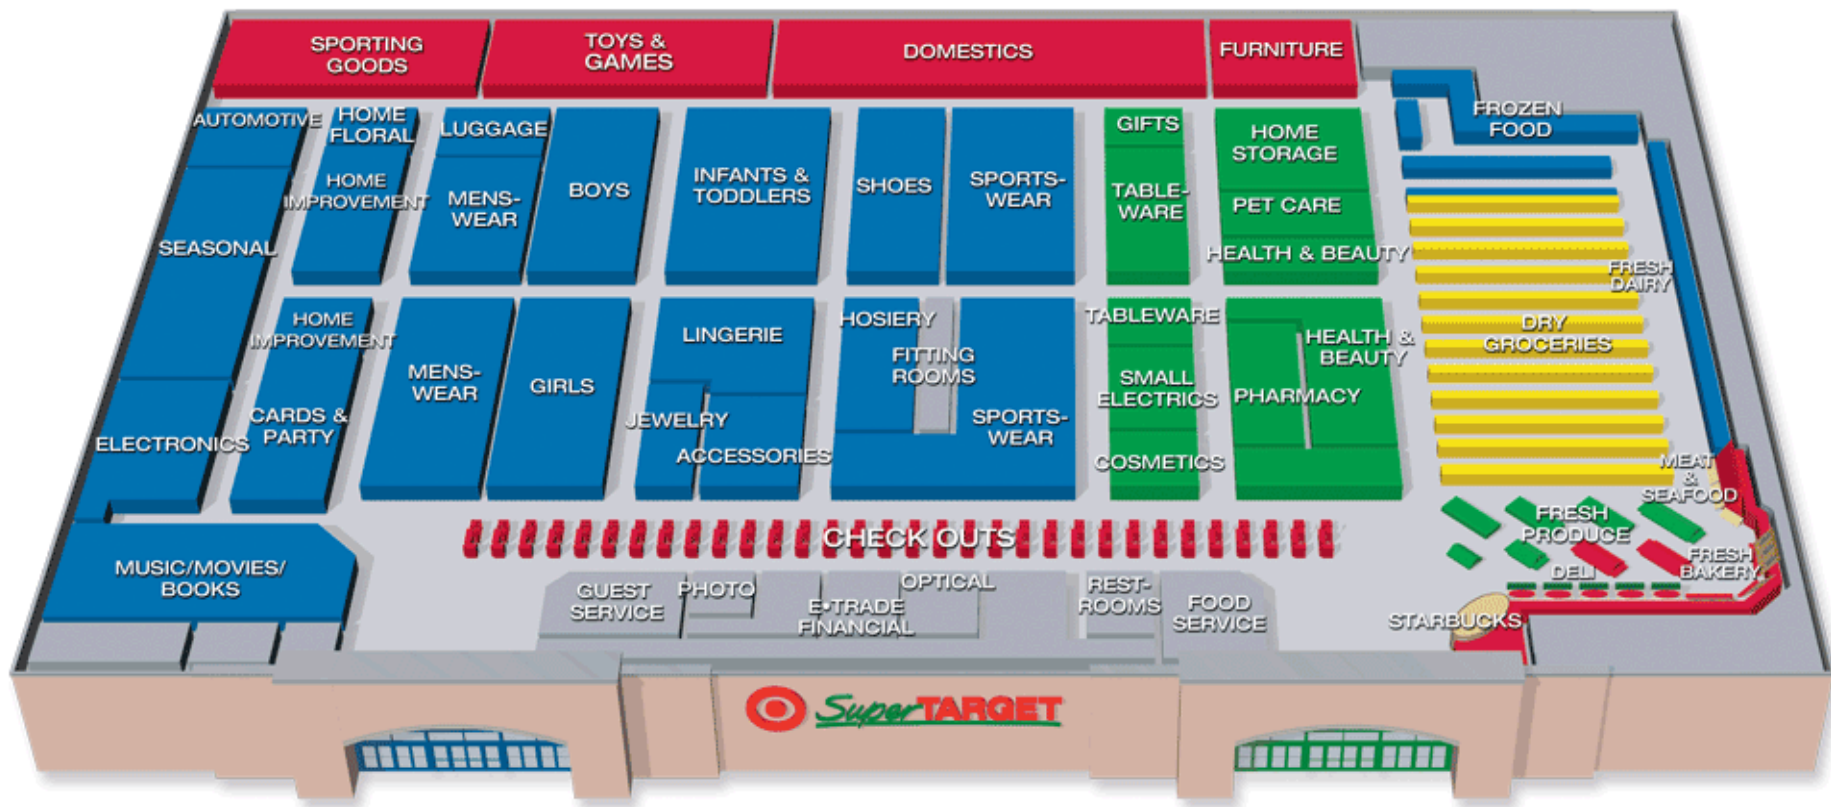 SPORTING
GOODS
TOYS &
GAMES
DOMESTICS
FURNITURE
AUTOMOTIVE
HOME
FLORAL
LUGGAGE
GIFTS
HOME
STORAGE
FROZEN
FOOD
HOME
IMPROVEMENT
MENS-
WEAR
BOYS
INFANTS &
TODDLERS
SHOES
SPORTS-
WEAR
TABLE-
WARE
PET CARE
SEASONAL
HEALTH & BEAUTY
FRESH
DAIRY
HOME
IMPROVEMENT
LINGERIE
HOSIERY
TABLEWARE
HEALTH &
BEAUTY
DRY
GROCERIES
MENS-
WEAR
GIRLS
FITTING
ROOMS
SMALL
ELECTRICS
PHARMACY
CARDS &
PARTY
JEWELRY
SPORTS-
WEAR
ELECTRONICS
ACCESSORIES
COSMETICS
MEAT
&
SEAFOOD
CHECK OUTS
FRESH
PRODUCE
MUSIC/MOVIES/
BOOKS
DELI
FRESH
BAKERY
GUEST
SERVICE
PHOTO
E•TRADE
FINANCIAL
OPTICAL
REST-
ROOMS
FOOD
SERVICE
STARBUCKS
SuperTARGET